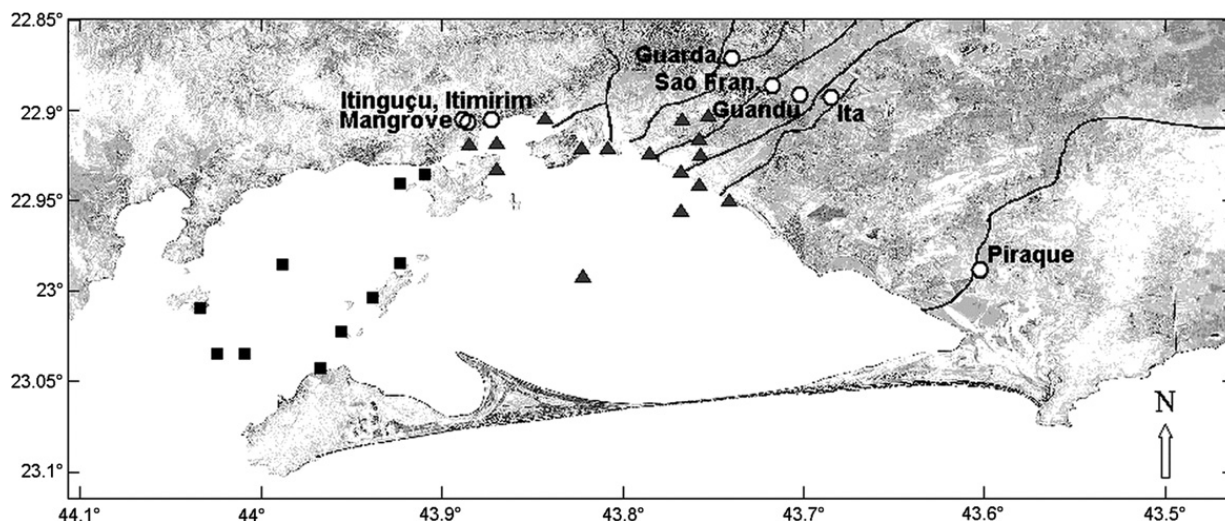 22.85°
22.9°
22.95°
23°
23.05°
23.1°
Guarda
Sao Fran.
Guandu
Ita
Itinguçu, Itimirim
Mangrove
Piraque
N
44.1°
44°
43.9°
43.8°
43.7°
43.6°
43.5°